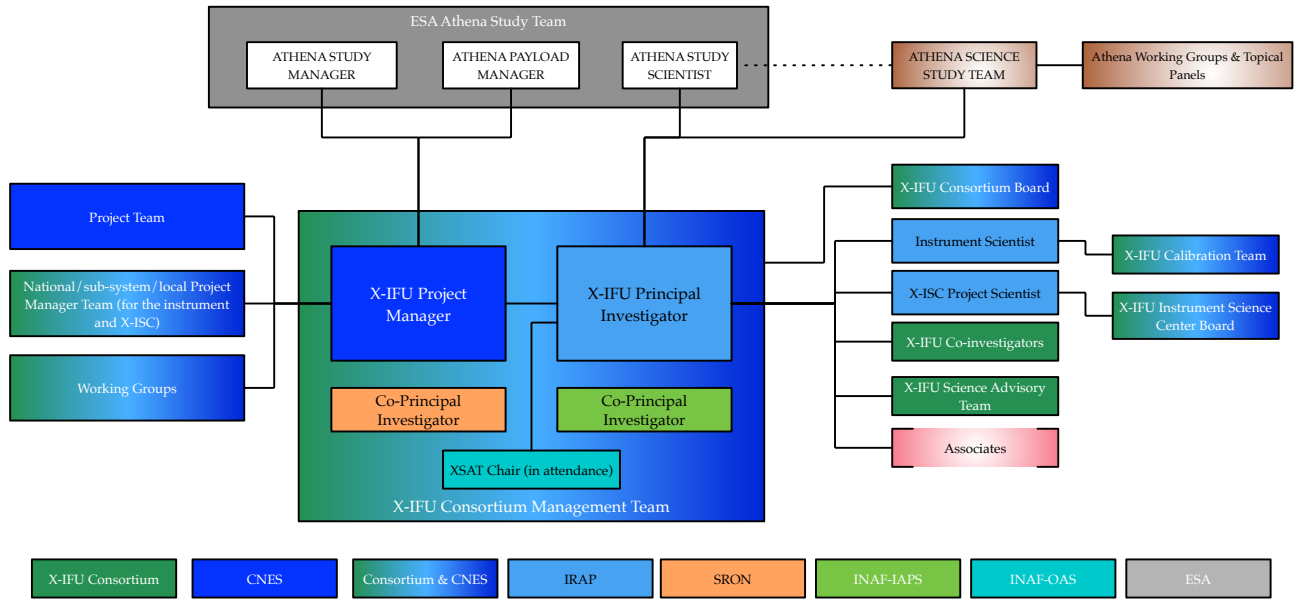 ESA Athena Study Team
ATHENA STUDY
MANAGER
ATHENA PAYLOAD
MANAGER
ATHENA STUDY
SCIENTIST
ATHENA SCIENCE
STUDY TEAM
Athena Working Groups & Topical
Panels
Project Team
National/sub-system/local Project
Manager Team (for the instrument
and X-ISC)
Working Groups
X-IFU Project
Manager
X-IFU Principal
Investigator
Co-Principal
Investigator
Co-Principal
Investigator
XSAT Chair (in attendance)
X-IFU Consortium Management Team
X-IFU Consortium Board
Instrument Scientist
X-IFU Calibration Team
X-ISC Project Scientist
X-IFU Instrument Science
Center Board
X-IFU Co-investigators
X-IFU Science Advisory
Team
Associates
X-IFU Consortium
CNES
Consortium & CNES
IRAP
SRON
INAF-IAPS
INAF-OAS
ESA